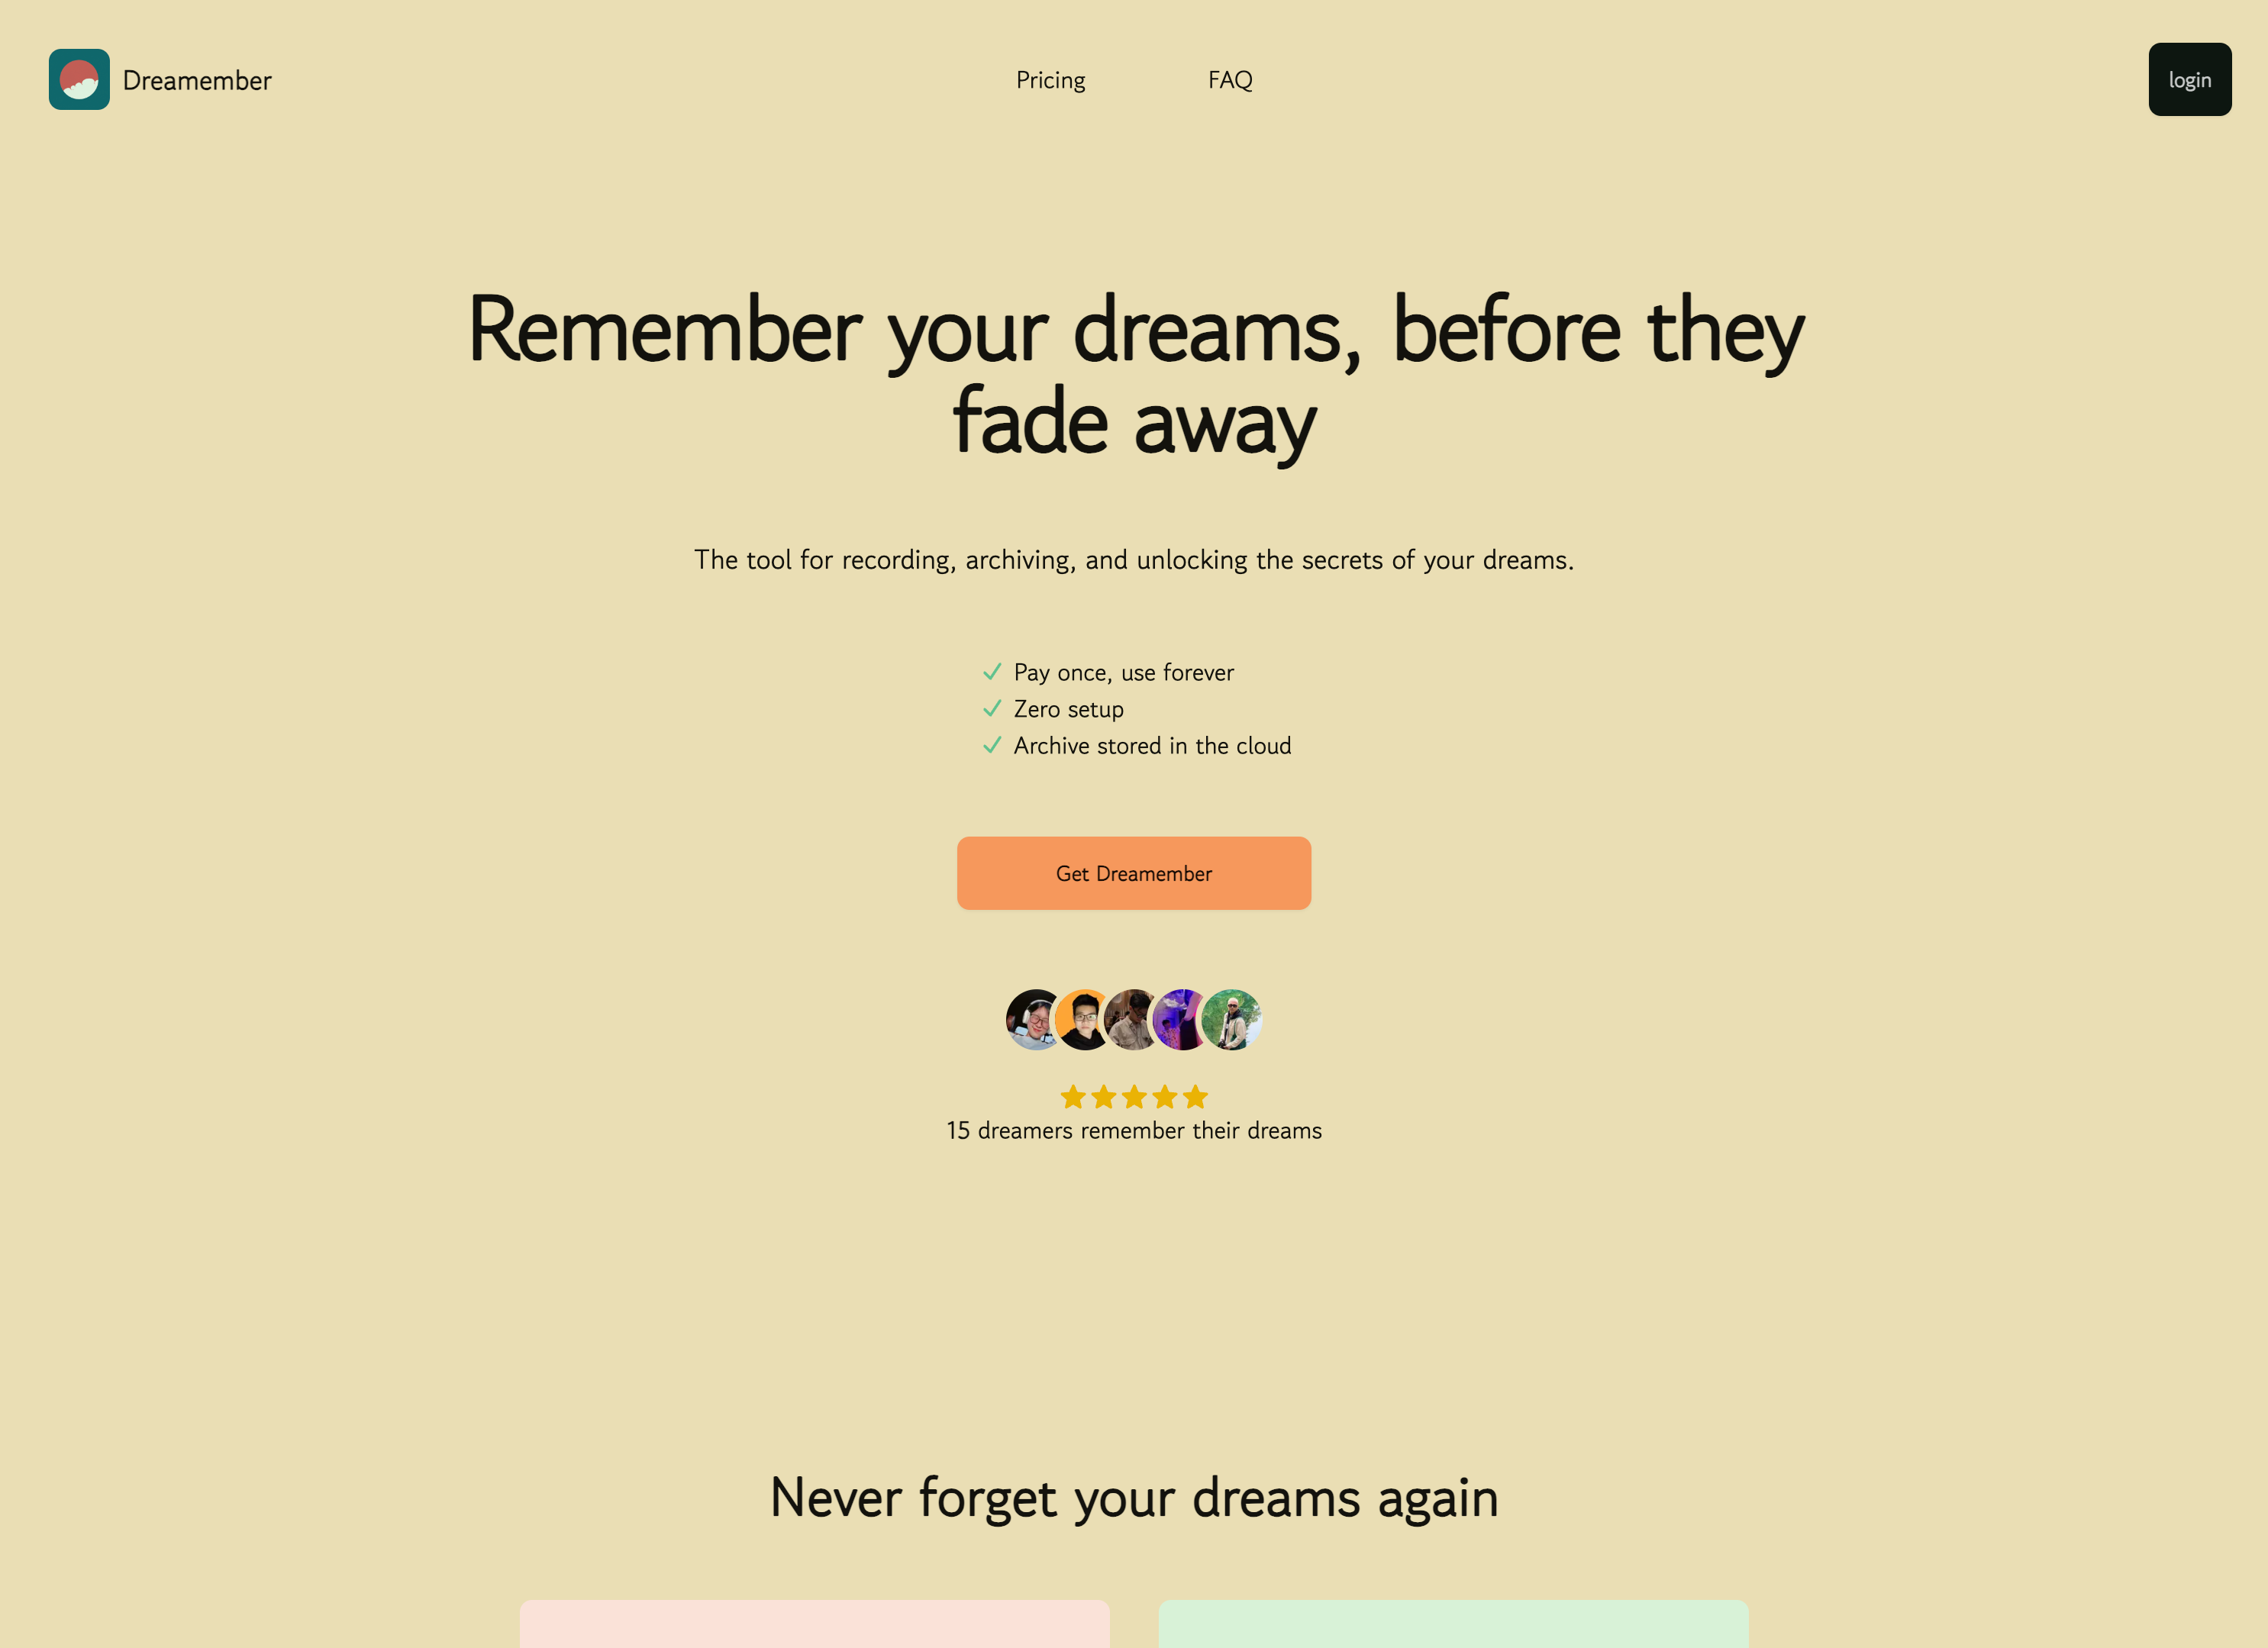 Dreamember
Pricing
FAQ
login
Remember your dreams, before they
fade away
The tool for recording, archiving, and unlocking the secrets of your dreams.
Pay once, use forever
Zero setup
Archive stored in the cloud
Get Dreamember
15 dreamers remember their dreams
Never forget your dreams again